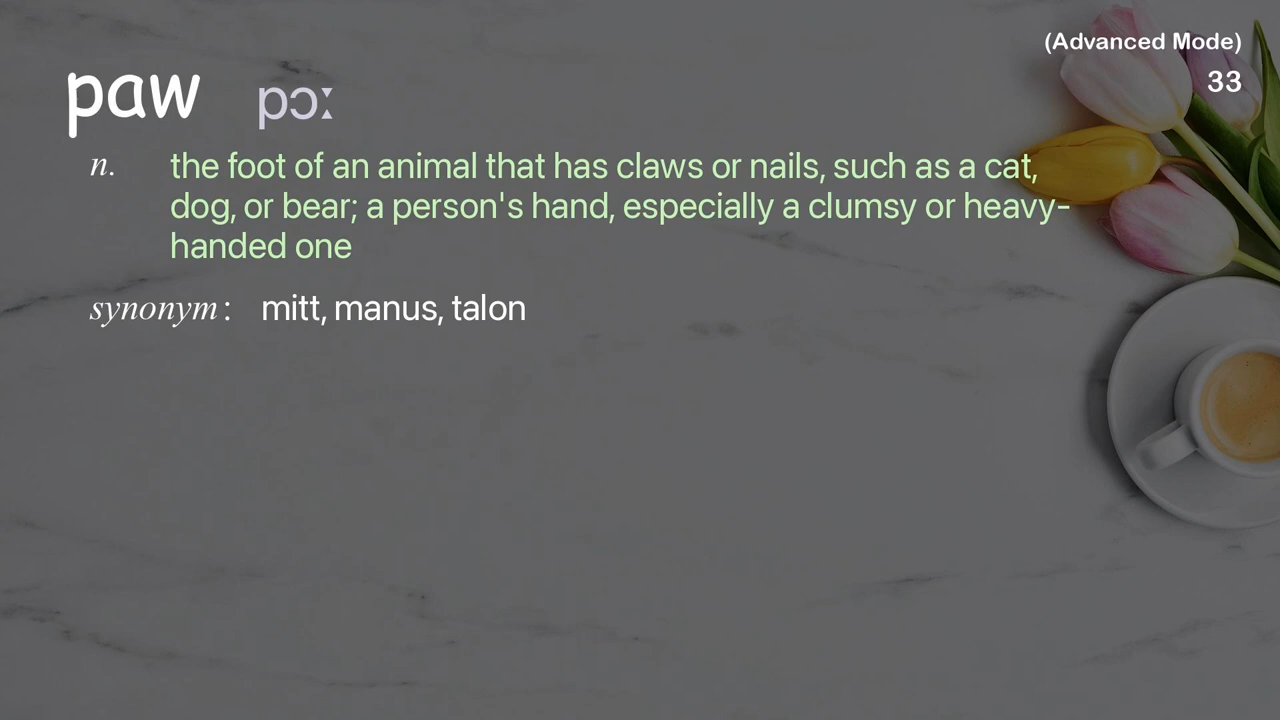 (Advanced Mode)
33
paw pɔː
n. the foot of an animal that has claws or nails, such as a cat,
dog, or bear; a person's hand, especially a clumsy or heavy-
handed one
synonym: mitt, manus, talon